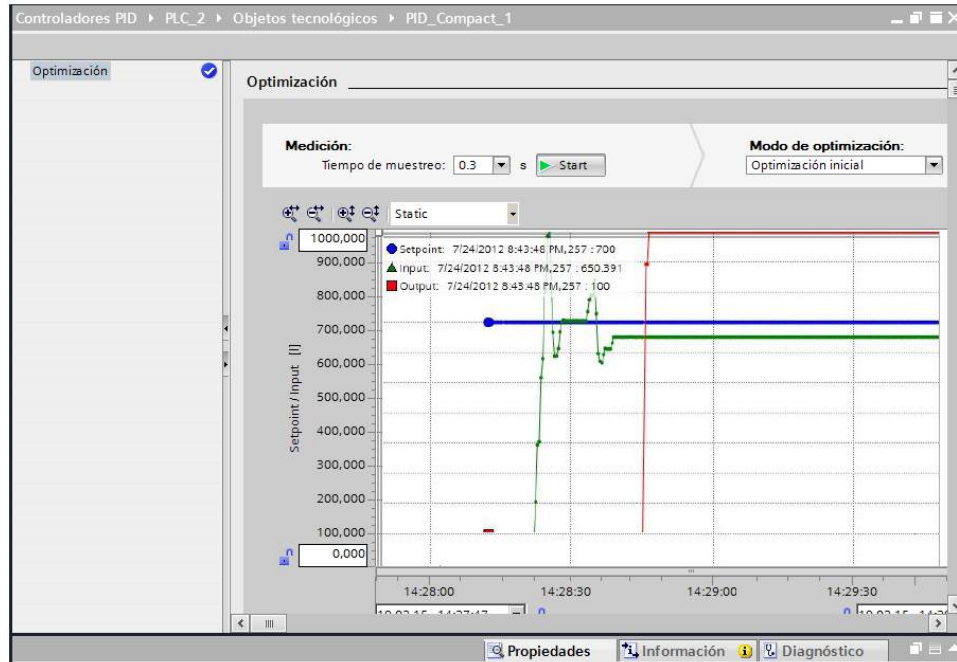 Controladores PID ▸ PLC_2 ▸ Objetos tecnológicos ▸ PID_Compact_1
Optimización
Optimización
Medición:
Tiempo de muestreo: 0.3 s Start
Modo de optimización:
Optimización inicial
Static
Setpoint: 7/24/2012 8:43:48 PM,257 : 700
Input: 7/24/2012 8:43:48 PM,257 : 650.391
Output: 7/24/2012 8:43:48 PM,257 : 100
1000,000
900,000
800,000
700,000
600,000
500,000
400,000
300,000
200,000
100,000
0,000
Setpoint / Input [I]
14:28:00 14:28:30 14:29:00 14:29:30
Propiedades Información Diagnóstico